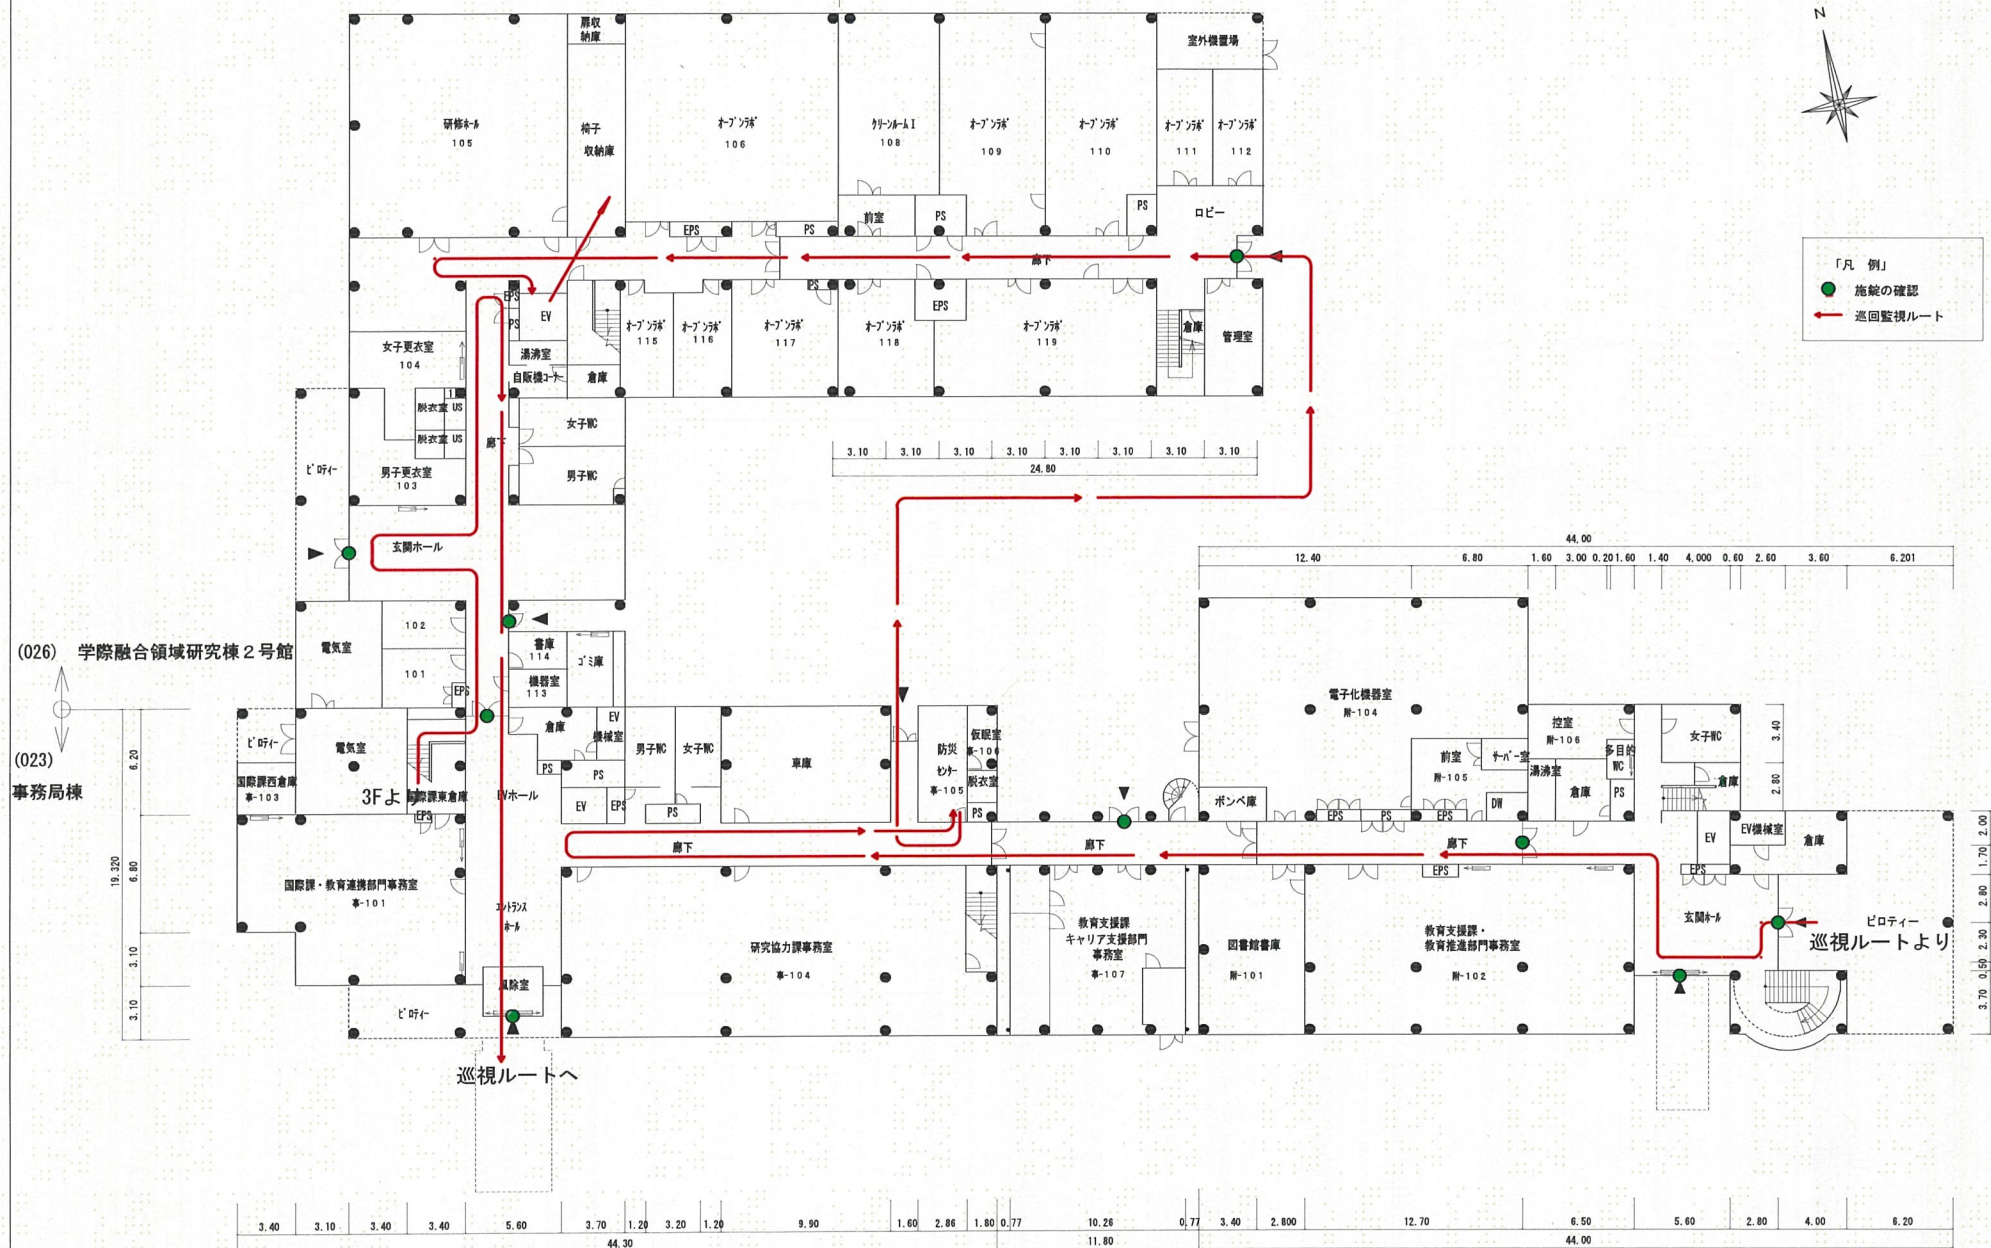 扉収
納庫
室外機置場
N
研修ホール
105
椅子
収納庫
オープンラボ
106
クリーンルームⅠ
108
オープンラボ
109
オープンラボ
110
オープンラボ
111
オープンラボ
112
EPS
PS
前室
PS
PS
ロビー
廊下
「凡 例」
施錠の確認
巡回監視ルート
EPS
PS
EV
湯沸室
自販機コーナー
倉庫
オープンラボ
115
オープンラボ
116
オープンラボ
117
PS
オープンラボ
118
EPS
オープンラボ
119
倉庫
管理室
女子更衣室
104
脱衣室 US
脱衣室 US
男子更衣室
103
廊下
女子WC
男子WC
ピロティー
3.10 3.10 3.10 3.10 3.10 3.10 3.10 3.10
24.80
玄関ホール
44.00
12.40 6.80 1.60 3.00 0.20 1.60 1.40 4,000 0.60 2.60 3.60 6.201
(026) 学際融合領域研究棟2号館
電気室
102
101
EPS
書庫
114
機器室
113
ゴミ庫
(023)
事務局棟
ピロティー
国際課西倉庫
事-103
電気室
3Fより
国際課東倉庫
EPS
EVホール
倉庫
EV
機械室
PS
PS
EV
EPS
男子WC
女子WC
PS
車庫
防災
センター
事-105
仮眠室
事-106
脱衣室
PS
電子化機器室
附-104
前室
附-105
サーバー室
DW
控室
附-106
湯沸室
倉庫
多目的
WC
PS
女子WC
倉庫
ボンベ庫
EPS
PS
EPS
EV
EV機械室
倉庫
EPS
廊下
廊下
廊下
EPS
国際課・教育連携部門事務室
事-101
エントランス
ホール
風除室
ピロティー
研究協力課事務室
事-104
教育支援課
キャリア支援部門
事務室
事-107
図書館書庫
附-101
教育支援課・
教育推進部門事務室
附-102
玄関ホール
ピロティー
巡視ルートより
巡視ルートへ
6.20
6.80
3.10
3.10
19.320
3.40
2.80
2.00
1.70
2.80
2.30
0.50
3.70
3.40 3.10 3.40 3.40 5.60 3.70 1.20 3.20 1.20 9.90 1.60 2.86 1.80 0.77 10.26 0.77 3.40 2.800 12.70 6.50 5.60 2.80 4.00 6.20
44.30 11.80 44.00